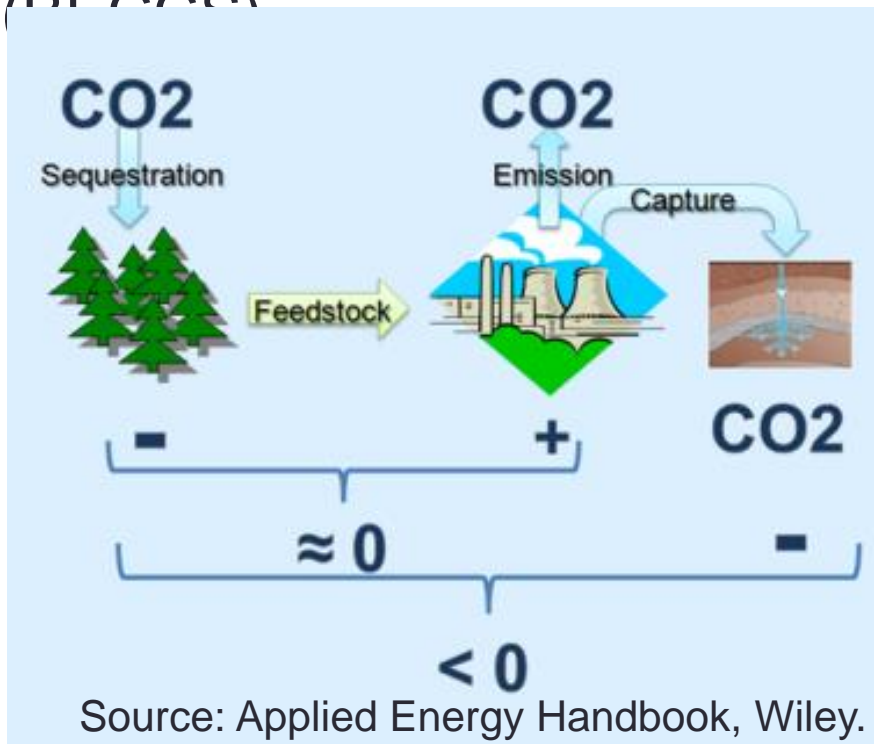 CO2 CO2
Sequestration Emission
Capture
Feedstock
- + CO2
≈ 0 -
< 0
Source: Applied Energy Handbook, Wiley.